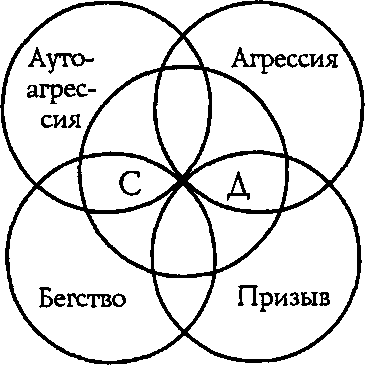 Ауто-
агрес-
сия
Агрессия
С
Д
Бегство
Призыв